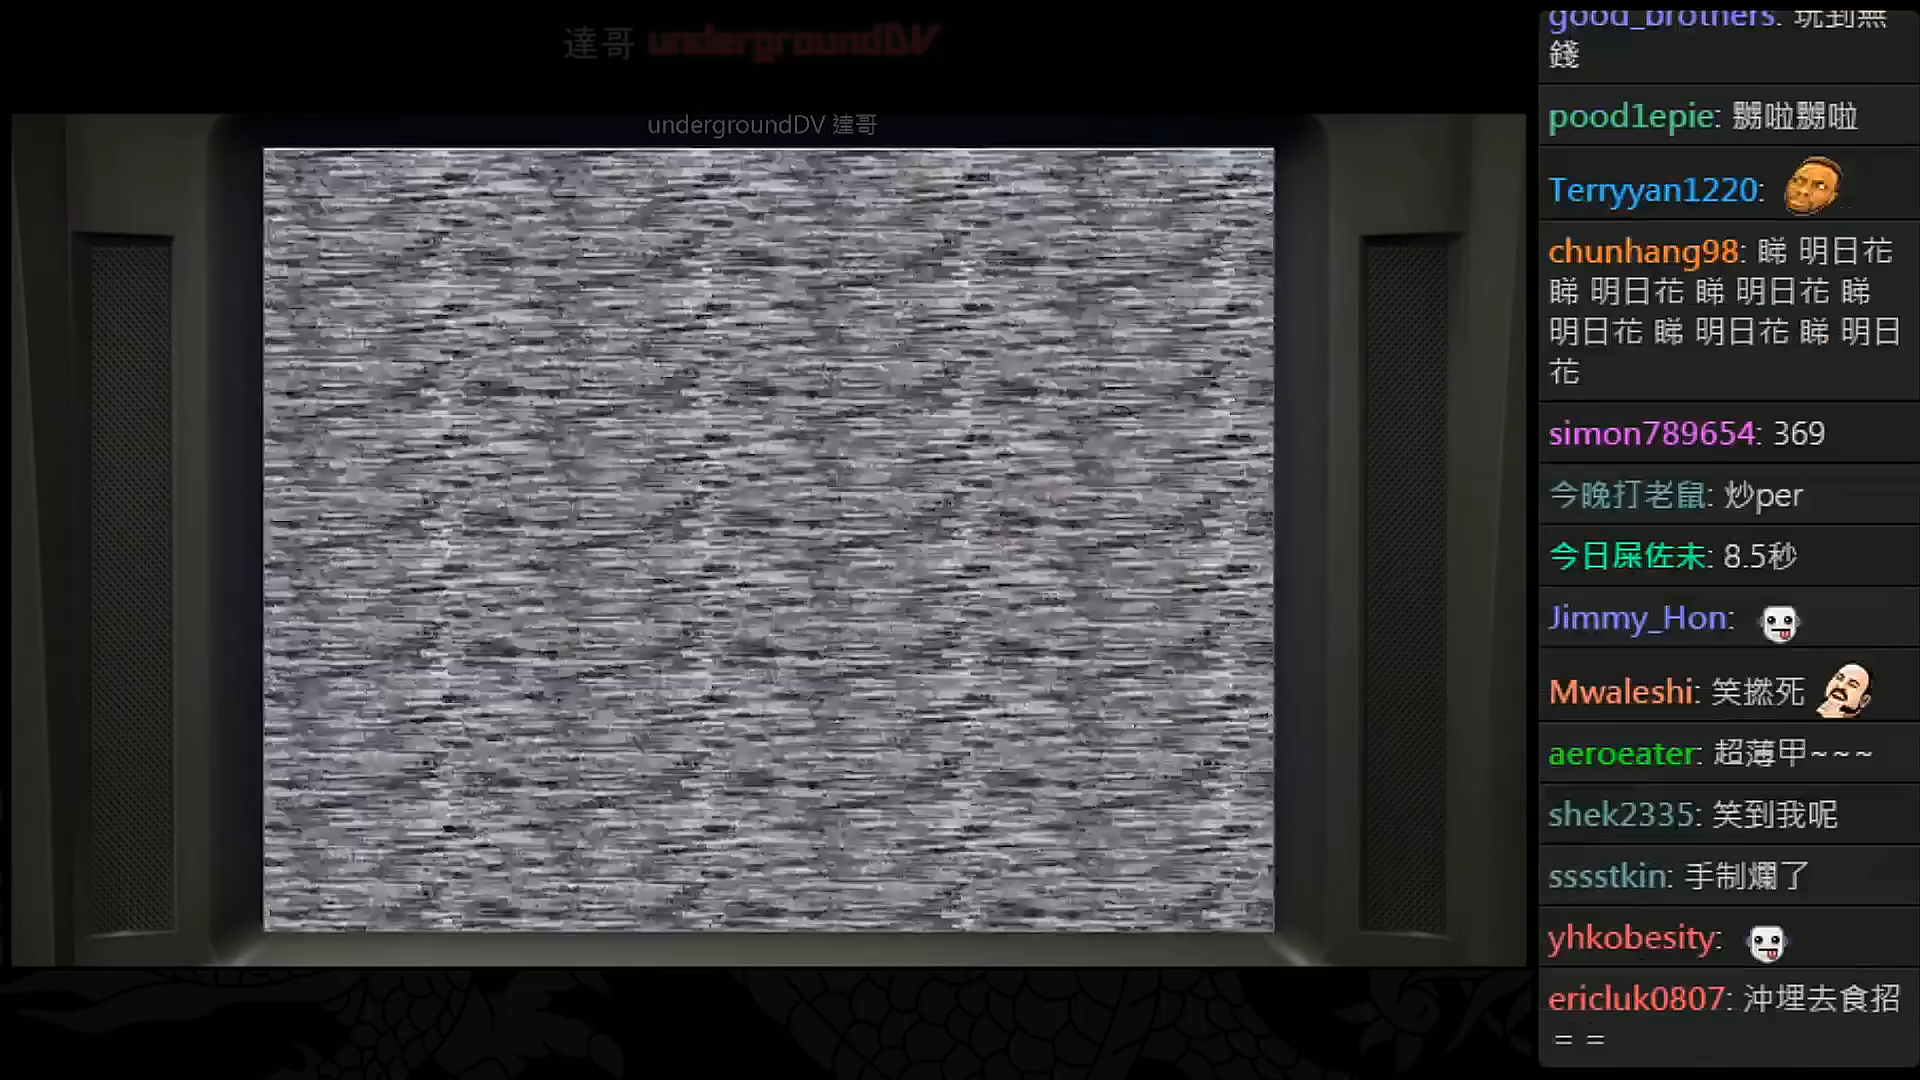 達哥 undergroundDV
undergroundDV 達哥
good_brothers: 玩到無
錢
pood1epie: 嬲啦嬲啦
Terryyan1220:
chunhang98: 睇 明日花
睇 明日花 睇 明日花 睇
明日花 睇 明日花 睇 明日
花
simon789654: 369
今晚打老鼠: 炒per
今日屎佐未: 8.5秒
Jimmy_Hon:
Mwaleshi: 笑撚死
aeroeater: 超薄甲~~~
shek2335: 笑到我呢
sssstkin: 手制爛了
yhkobesity:
ericluk0807: 沖埋去食招
= =